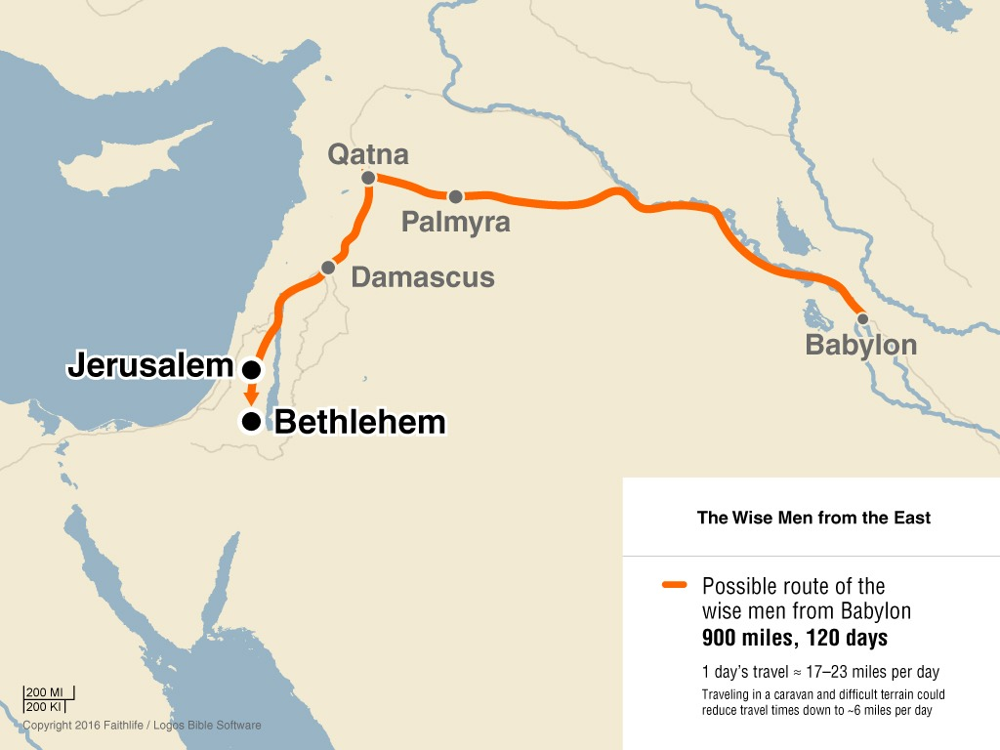 Qatna
Palmyra
Damascus
Jerusalem
Babylon
Bethlehem
The Wise Men from the East
Possible route of the
wise men from Babylon
900 miles, 120 days
1 day's travel ≈ 17–23 miles per day
Traveling in a caravan and difficult terrain could
reduce travel times down to ~6 miles per day
200 MI
200 KI
Copyright 2016 Faithlife / Logos Bible Software